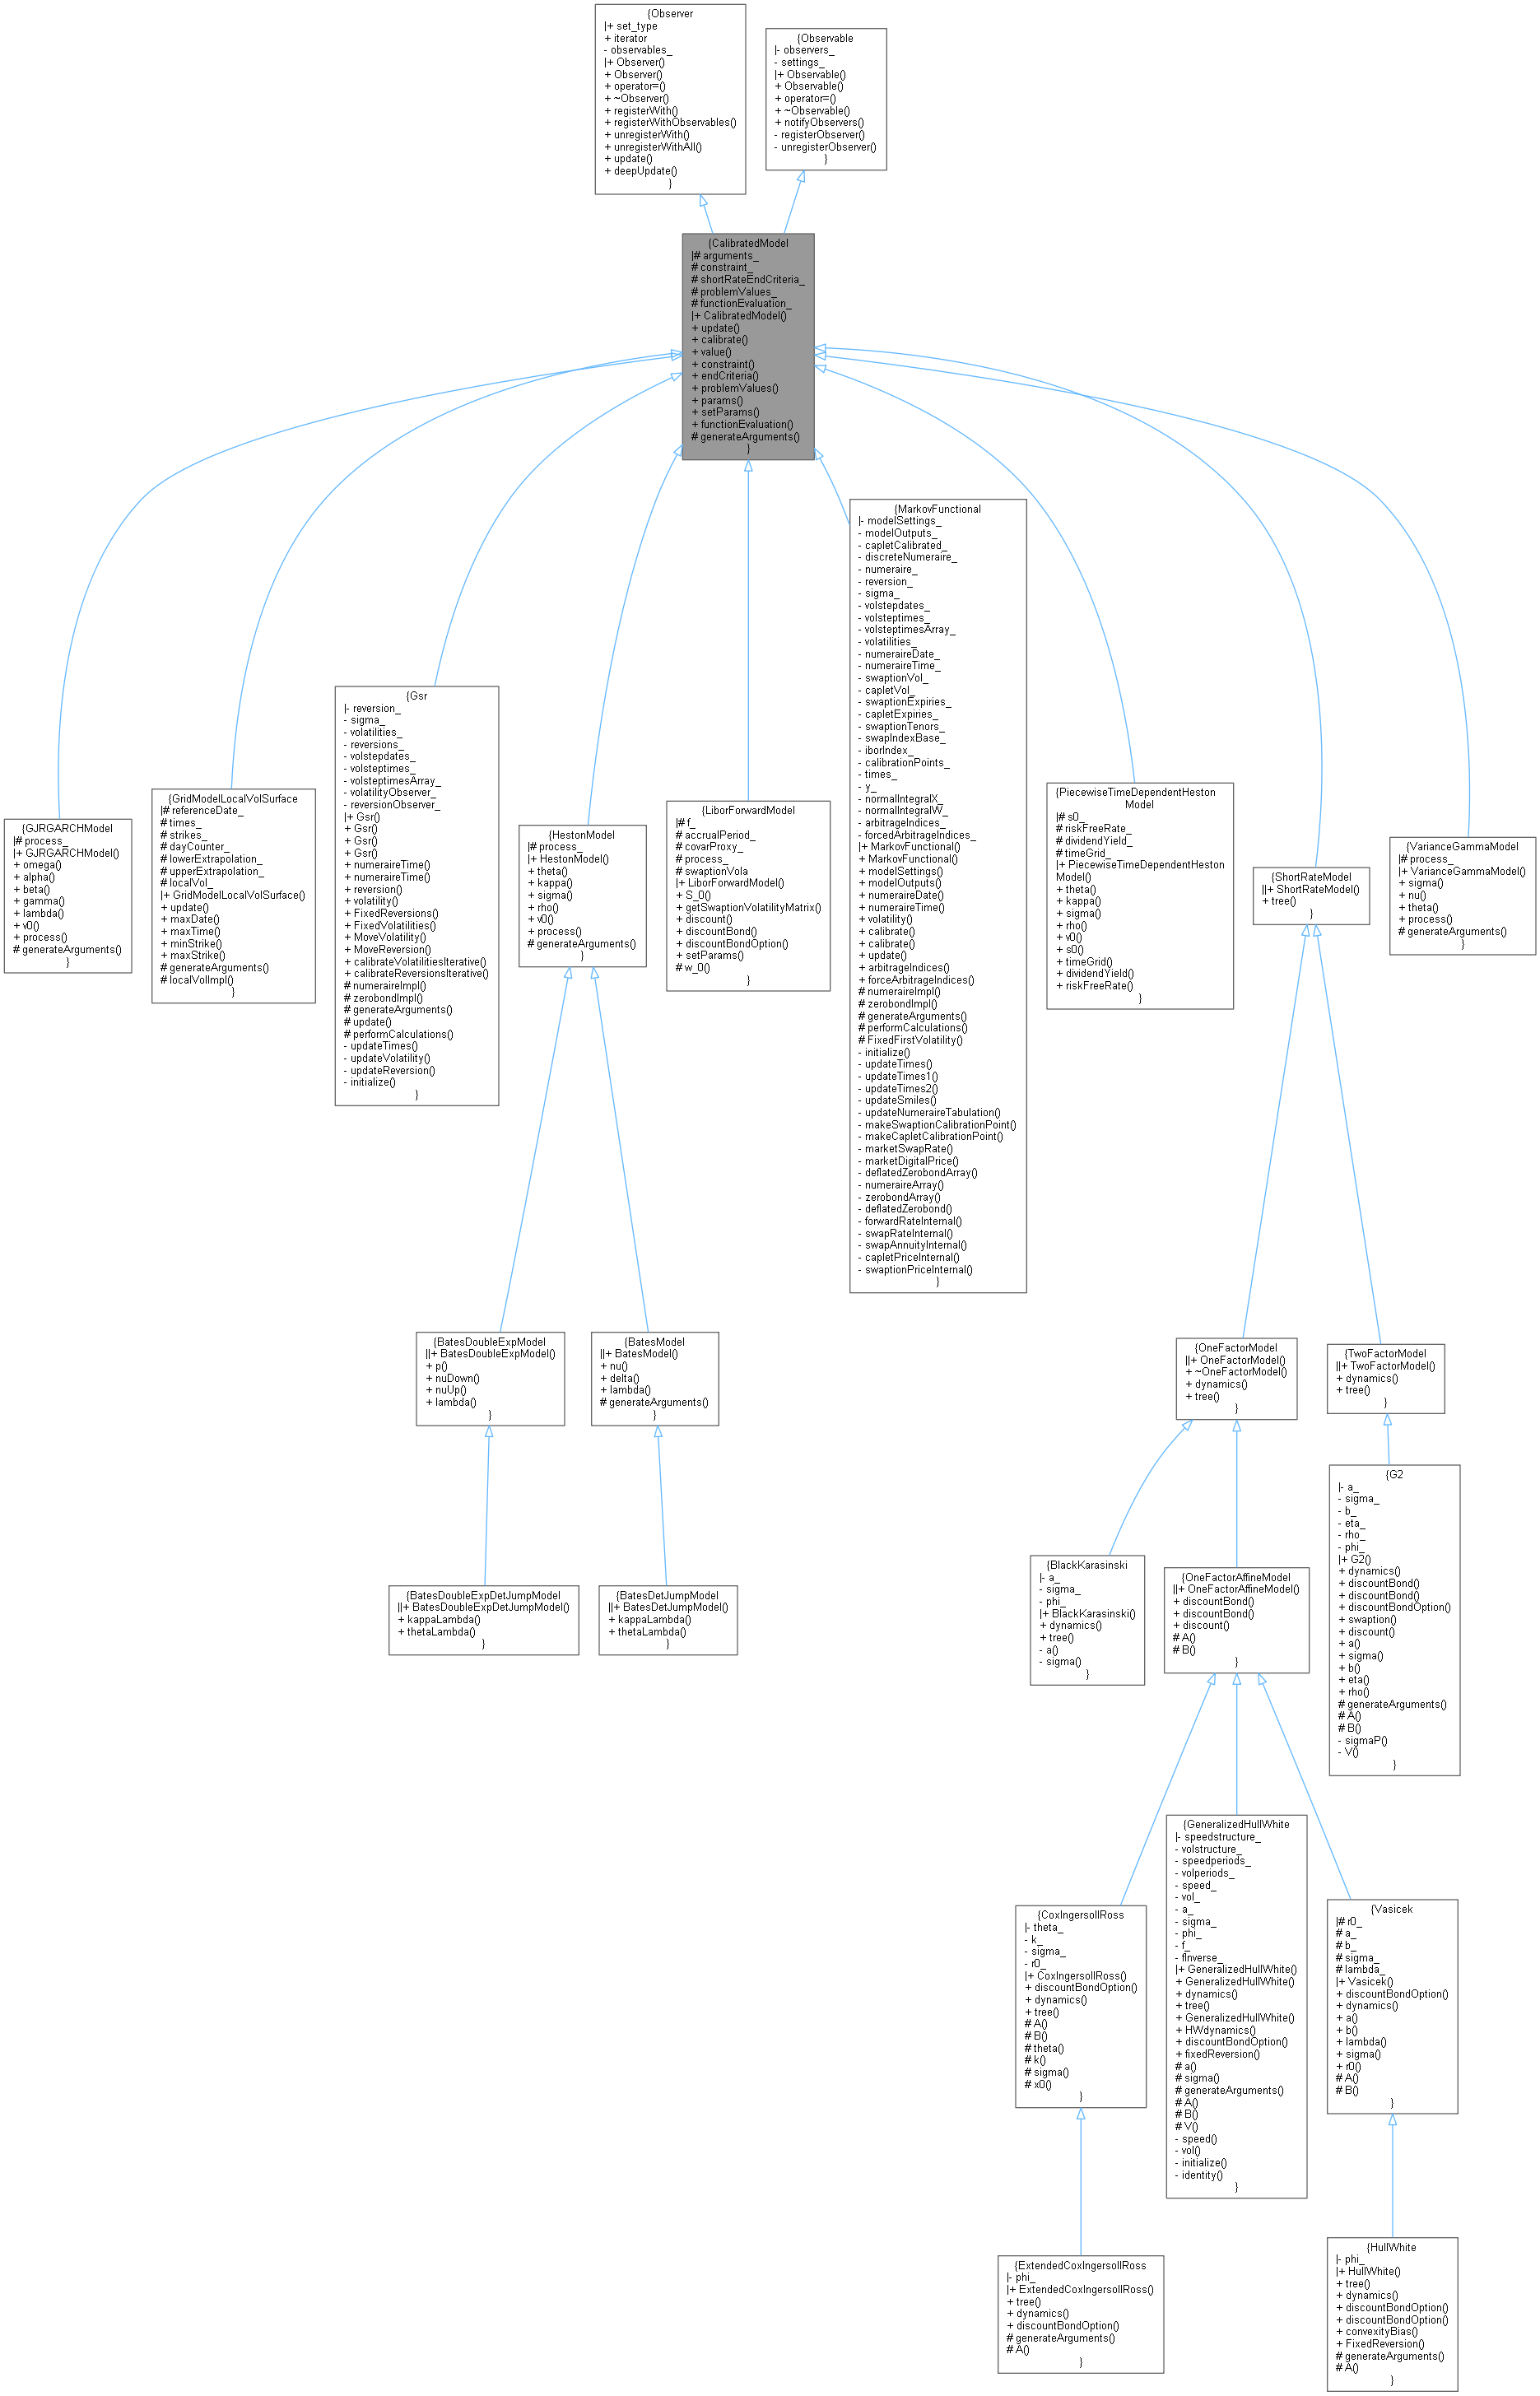 {Observer
|+ set_type
+ iterator
- observables_
|+ Observer()
+ Observer()
+ operator=()
+ ~Observer()
+ registerWith()
+ registerWithObservables()
+ unregisterWith()
+ unregisterWithAll()
+ update()
+ deepUpdate()
}
{Observable
|- observers_
- settings_
|+ Observable()
+ Observable()
+ operator=()
+ ~Observable()
+ notifyObservers()
- registerObserver()
- unregisterObserver()
}
{CalibratedModel
|# arguments_
# constraint_
# shortRateEndCriteria_
# problemValues_
# functionEvaluation_
|+ CalibratedModel()
+ update()
+ calibrate()
+ value()
+ constraint()
+ endCriteria()
+ problemValues()
+ params()
+ setParams()
+ functionEvaluation()
# generateArguments()
}
{GJRGARCHModel
|# process_
|+ GJRGARCHModel()
+ omega()
+ alpha()
+ beta()
+ gamma()
+ lambda()
+ v0()
+ process()
# generateArguments()
}
{GridModelLocalVolSurface
|# referenceDate_
# times_
# strikes_
# dayCounter_
# lowerExtrapolation_
# upperExtrapolation_
# localVol_
|+ GridModelLocalVolSurface()
+ update()
+ maxDate()
+ maxTime()
+ minStrike()
+ maxStrike()
# generateArguments()
# localVolImpl()
}
{Gsr
|- reversion_
- sigma_
- volatilities_
- reversions_
- volstepdates_
- volsteptimes_
- volsteptimesArray_
- volatilityObserver_
- reversionObserver_
|+ Gsr()
+ Gsr()
+ Gsr()
+ Gsr()
+ numeraireTime()
+ numeraireTime()
+ reversion()
+ volatility()
+ FixedReversions()
+ FixedVolatilities()
+ MoveVolatility()
+ MoveReversion()
+ calibrateVolatilitiesIterative()
+ calibrateReversionsIterative()
# numeraireImpl()
# zerobondImpl()
# generateArguments()
# update()
# performCalculations()
- updateTimes()
- updateVolatility()
- updateReversion()
- initialize()
}
{HestonModel
|# process_
|+ HestonModel()
+ theta()
+ kappa()
+ sigma()
+ rho()
+ v0()
+ process()
# generateArguments()
}
{LiborForwardModel
|# f_
# accrualPeriod_
# covarProxy_
# process_
# swaptionVola
|+ LiborForwardModel()
+ S_0()
+ getSwaptionVolatilityMatrix()
+ discount()
+ discountBond()
+ discountBondOption()
+ setParams()
# w_0()
}
{MarkovFunctional
|- modelSettings_
- modelOutputs_
- capletCalibrated_
- discreteNumeraire_
- numeraire_
- reversion_
- sigma_
- volstepdates_
- volsteptimes_
- volsteptimesArray_
- volatilities_
- numeraireDate_
- numeraireTime_
- swaptionVol_
- capletVol_
- swaptionExpiries_
- capletExpiries_
- swaptionTenors_
- swapIndexBase_
- iborIndex_
- calibrationPoints_
- times_
- y_
- normalIntegralX_
- normalIntegralW_
- arbitrageIndices_
- forcedArbitrageIndices_
|+ MarkovFunctional()
+ MarkovFunctional()
+ modelSettings()
+ modelOutputs()
+ numeraireDate()
+ numeraireTime()
+ volatility()
+ calibrate()
+ calibrate()
+ update()
+ arbitrageIndices()
+ forceArbitrageIndices()
# numeraireImpl()
# zerobondImpl()
# generateArguments()
# performCalculations()
# FixedFirstVolatility()
- initialize()
- updateTimes()
- updateTimes1()
- updateTimes2()
- updateSmiles()
- updateNumeraireTabulation()
- makeSwaptionCalibrationPoint()
- makeCapletCalibrationPoint()
- marketSwapRate()
- marketDigitalPrice()
- deflatedZerobondArray()
- numeraireArray()
- zerobondArray()
- deflatedZerobond()
- forwardRateInternal()
- swapRateInternal()
- swapAnnuityInternal()
- capletPriceInternal()
- swaptionPriceInternal()
}
{PiecewiseTimeDependentHeston
Model
|# s0_
# riskFreeRate_
# dividendYield_
# timeGrid_
|+ PiecewiseTimeDependentHeston
Model()
+ theta()
+ kappa()
+ sigma()
+ rho()
+ v0()
+ s0()
+ timeGrid()
+ dividendYield()
+ riskFreeRate()
}
{ShortRateModel
||+ ShortRateModel()
+ tree()
}
{VarianceGammaModel
|# process_
|+ VarianceGammaModel()
+ sigma()
+ nu()
+ theta()
+ process()
# generateArguments()
}
{BatesDoubleExpModel
||+ BatesDoubleExpModel()
+ p()
+ nuDown()
+ nuUp()
+ lambda()
}
{BatesModel
||+ BatesModel()
+ nu()
+ delta()
+ lambda()
# generateArguments()
}
{OneFactorModel
||+ OneFactorModel()
+ ~OneFactorModel()
+ dynamics()
+ tree()
}
{TwoFactorModel
||+ TwoFactorModel()
+ dynamics()
+ tree()
}
{BatesDoubleExpDetJumpModel
||+ BatesDoubleExpDetJumpModel()
+ kappaLambda()
+ thetaLambda()
}
{BatesDetJumpModel
||+ BatesDetJumpModel()
+ kappaLambda()
+ thetaLambda()
}
{BlackKarasinski
|- a_
- sigma_
- phi_
|+ BlackKarasinski()
+ dynamics()
+ tree()
- a()
- sigma()
}
{OneFactorAffineModel
||+ OneFactorAffineModel()
+ discountBond()
+ discountBond()
+ discount()
# A()
# B()
}
{G2
|- a_
- sigma_
- b_
- eta_
- rho_
- phi_
|+ G2()
+ dynamics()
+ discountBond()
+ discountBond()
+ discountBondOption()
+ swaption()
+ discount()
+ a()
+ sigma()
+ b()
+ eta()
+ rho()
# generateArguments()
# A()
# B()
- sigmaP()
- V()
}
{CoxIngersollRoss
|- theta_
- k_
- sigma_
- r0_
|+ CoxIngersollRoss()
+ discountBondOption()
+ dynamics()
+ tree()
# A()
# B()
# theta()
# k()
# sigma()
# x0()
}
{GeneralizedHullWhite
|- speedstructure_
- volstructure_
- speedperiods_
- volperiods_
- speed_
- vol_
- a_
- sigma_
- phi_
- f_
- fInverse_
|+ GeneralizedHullWhite()
+ GeneralizedHullWhite()
+ dynamics()
+ tree()
+ GeneralizedHullWhite()
+ HWdynamics()
+ discountBondOption()
+ fixedReversion()
# a()
# sigma()
# generateArguments()
# A()
# B()
# V()
- speed()
- vol()
- initialize()
- identity()
}
{Vasicek
|# r0_
# a_
# b_
# sigma_
# lambda_
|+ Vasicek()
+ discountBondOption()
+ dynamics()
+ a()
+ b()
+ lambda()
+ sigma()
+ r0()
# A()
# B()
}
{ExtendedCoxIngersollRoss
|- phi_
|+ ExtendedCoxIngersollRoss()
+ tree()
+ dynamics()
+ discountBondOption()
# generateArguments()
# A()
}
{HullWhite
|- phi_
|+ HullWhite()
+ tree()
+ dynamics()
+ discountBondOption()
+ discountBondOption()
+ convexityBias()
+ FixedReversion()
# generateArguments()
# A()
}